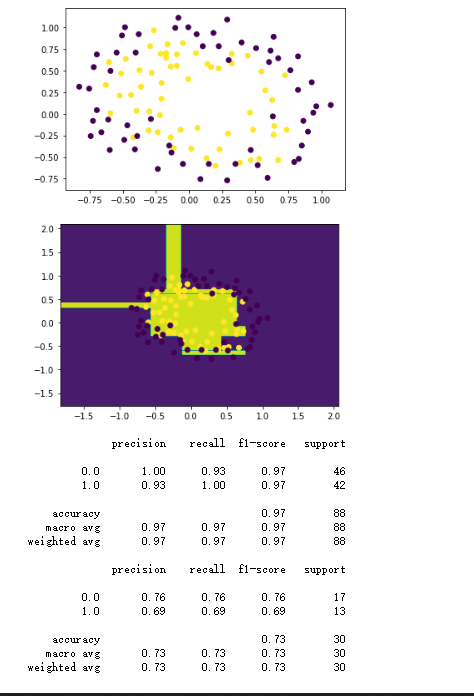 1.00
0.75
0.50
0.25
0.00
−0.25
−0.50
−0.75
−0.75 −0.50 −0.25 0.00 0.25 0.50 0.75 1.00
2.0
1.5
1.0
0.5
0.0
−0.5
−1.0
−1.5
−1.5 −1.0 −0.5 0.0 0.5 1.0 1.5 2.0
precision recall f1-score support
0.0 1.00 0.93 0.97 46
1.0 0.93 1.00 0.97 42
accuracy 0.97 88
macro avg 0.97 0.97 0.97 88
weighted avg 0.97 0.97 0.97 88
precision recall f1-score support
0.0 0.76 0.76 0.76 17
1.0 0.69 0.69 0.69 13
accuracy 0.73 30
macro avg 0.73 0.73 0.73 30
weighted avg 0.73 0.73 0.73 30